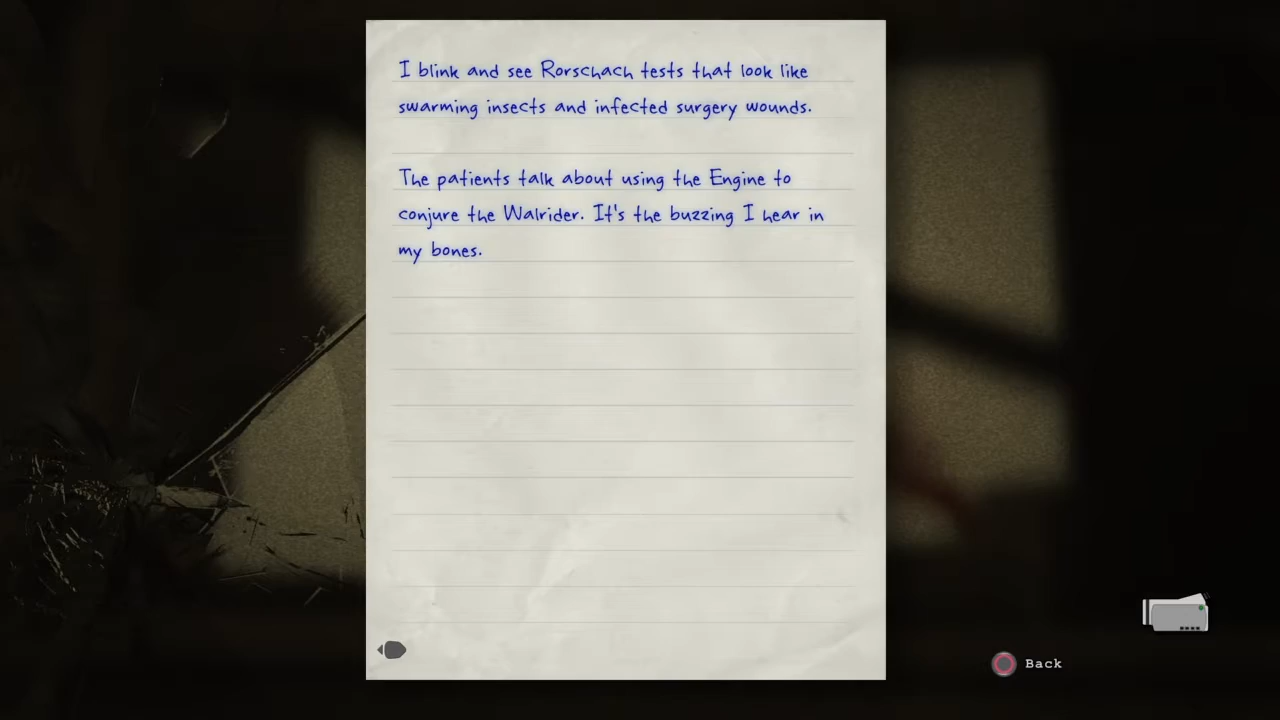 I blink and see Rorschach tests that look like
swarming insects and infected surgery wounds.
The patients talk about using the Engine to
conjure the Walrider. It's the buzzing I hear in
my bones.
Back